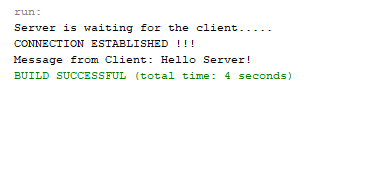 run:
Server is waiting for the client.....
CONNECTION ESTABLISHED !!!
Message from Client: Hello Server!
BUILD SUCCESSFUL (total time: 4 seconds)